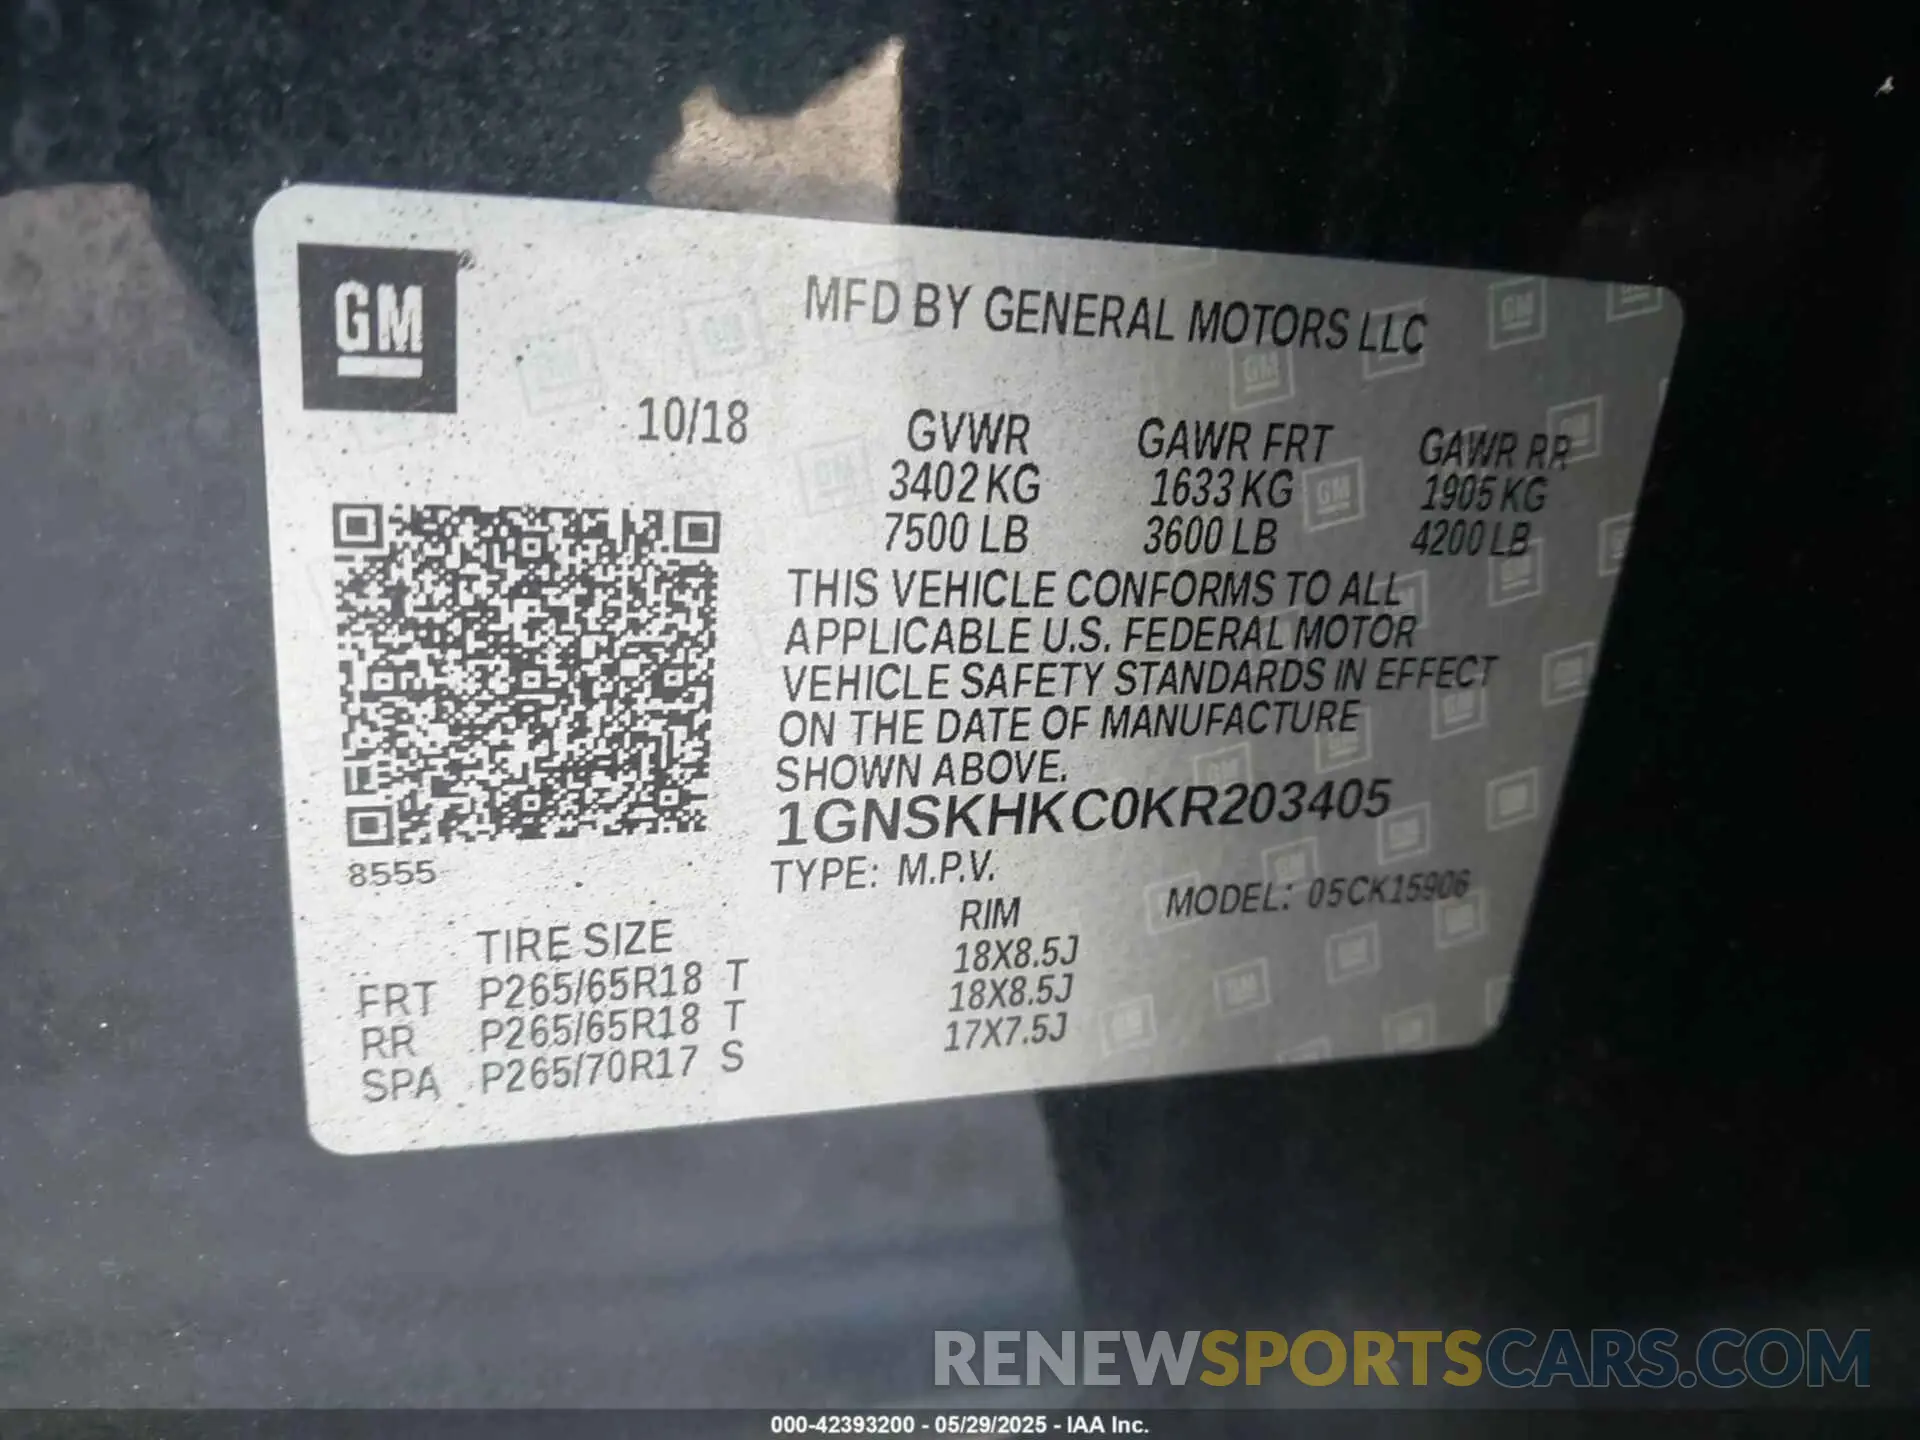 GM
MFD BY GENERAL MOTORS LLC
10/18 GVWR GAWR FRT GAWR RR
3402 KG 1633 KG 1905 KG
7500 LB 3600 LB 4200 LB
THIS VEHICLE CONFORMS TO ALL
APPLICABLE U.S. FEDERAL MOTOR
VEHICLE SAFETY STANDARDS IN EFFECT
ON THE DATE OF MANUFACTURE
SHOWN ABOVE.
1GNSKHKC0KR203405
8555
TYPE: M.P.V. MODEL: 05CK15906
TIRE SIZE RIM
FRT P265/65R18 T 18X8.5J
RR P265/65R18 T 18X8.5J
SPA P265/70R17 S 17X7.5J
RENEWSPORTSCARS.COM
000-42393200 - 05/29/2025 - IAA Inc.